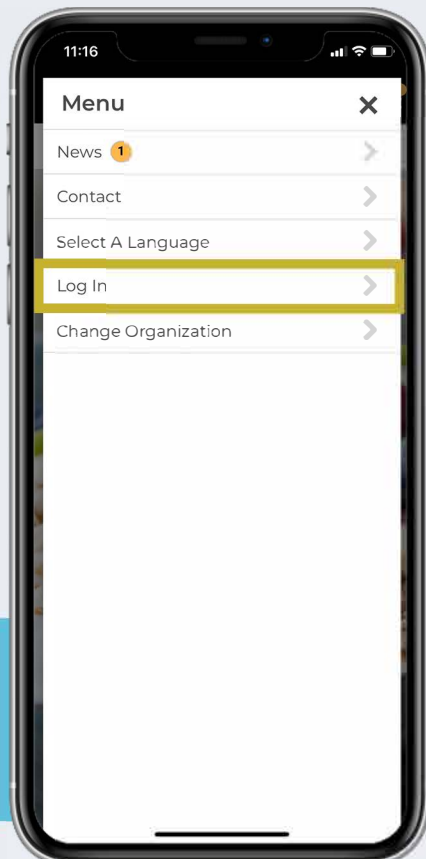 11:16
Menu
News 1
Contact
Select A Language
Log In
Change Organization